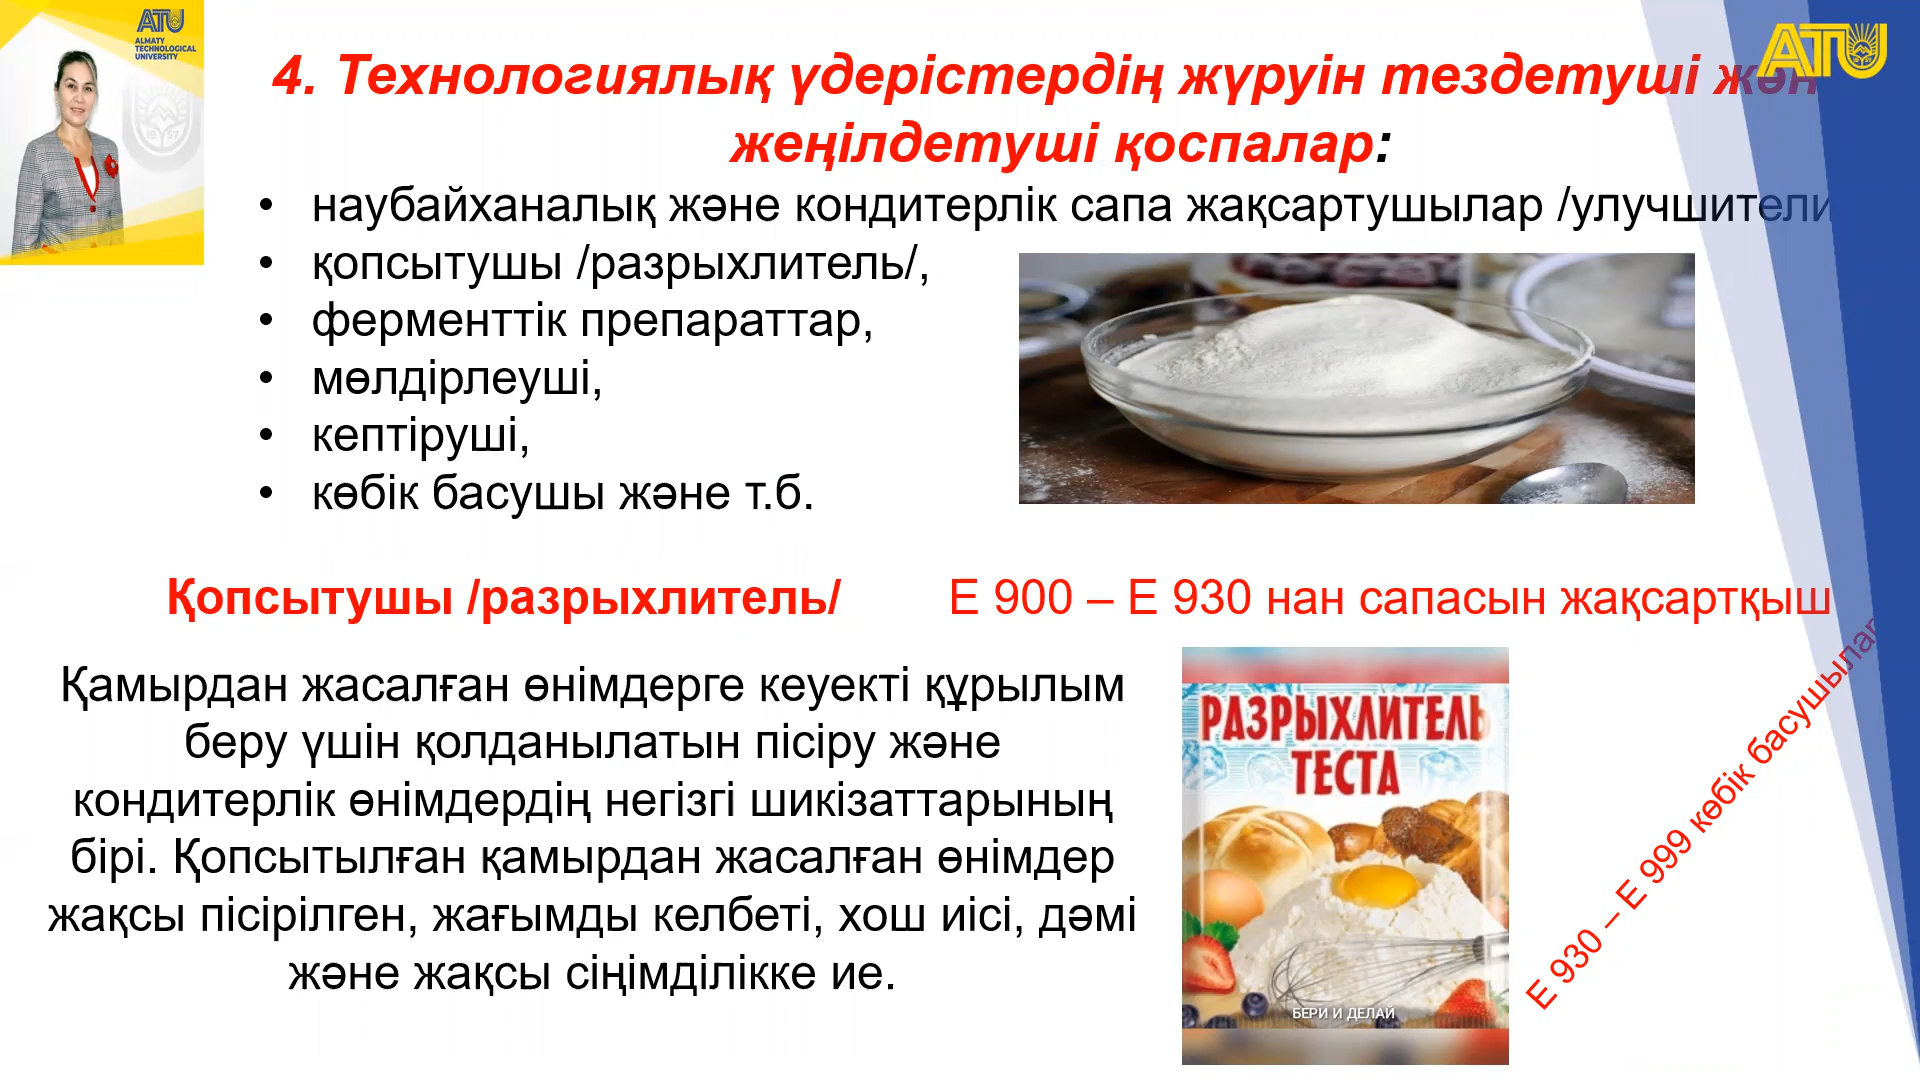 ATU
ALMATY
TECHNOLOGICAL
UNIVERSITY
1957
ATU
4. Технологиялық үдерістердің жүруін тездетуші жән
жеңілдетуші қоспалар:
• наубайханалық және кондитерлік сапа жақсартушылар /улучшители
• қопсытушы /разрыхлитель/,
• ферменттік препараттар,
• мөлдірлеуші,
• кептіруші,
• көбік басушы және т.б.
Қопсытушы /разрыхлитель/
Е 900 – Е 930 нан сапасын жақсартқыш
Қамырдан жасалған өнімдерге кеуекті құрылым
беру үшін қолданылатын пісіру және
кондитерлік өнімдердің негізгі шикізаттарының
бірі. Қопсытылған қамырдан жасалған өнімдер
жақсы пісірілген, жағымды келбеті, хош иісі, дәмі
және жақсы сіңімділікке ие.
РАЗРЫХЛИТЕЛЬ
ТЕСТА
БЕРИ И ДЕЛАЙ
Е 930 – Е 999 көбік басушылар